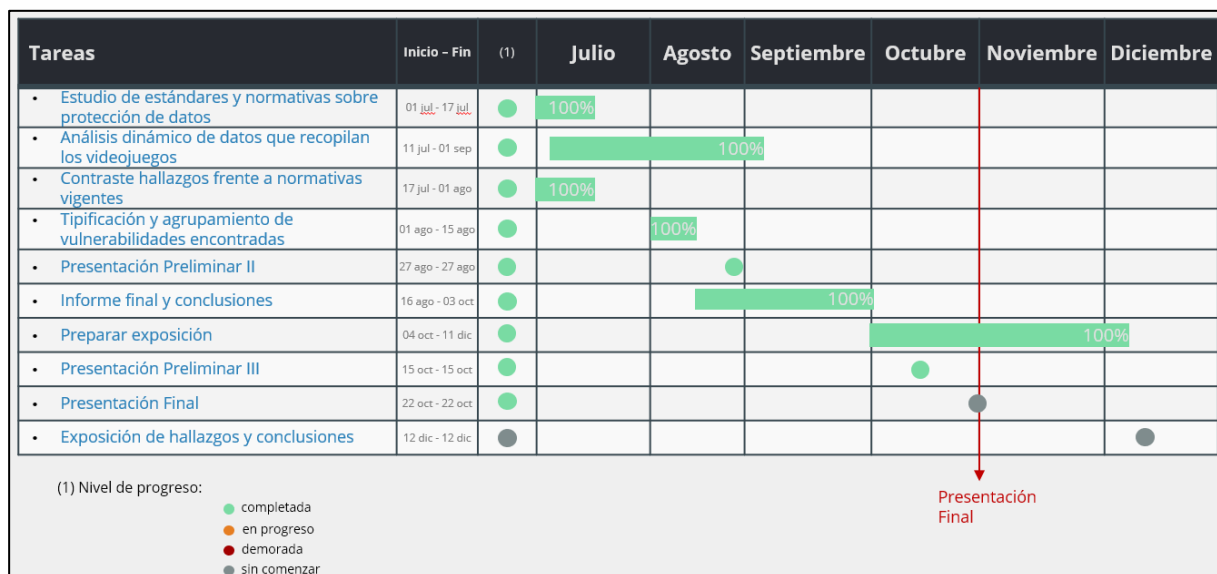 Tareas Inicio – Fin (1) Julio Agosto Septiembre Octubre Noviembre Diciembre
• Estudio de estándares y normativas sobre
protección de datos
01 jul - 17 jul 100%
• Análisis dinámico de datos que recopilan
los videojuegos
11 jul - 01 sep 100%
• Contraste hallazgos frente a normativas
vigentes
17 jul - 01 ago 100%
• Tipificación y agrupamiento de
vulnerabilidades encontradas
01 ago - 15 ago 100%
• Presentación Preliminar II 27 ago - 27 ago
• Informe final y conclusiones 16 ago - 03 oct 100%
• Preparar exposición 04 oct - 11 dic 100%
• Presentación Preliminar III 15 oct - 15 oct
• Presentación Final 22 oct - 22 oct
• Exposición de hallazgos y conclusiones 12 dic - 12 dic
(1) Nivel de progreso:
completada
en progreso
demorada
sin comenzar
Presentación
Final